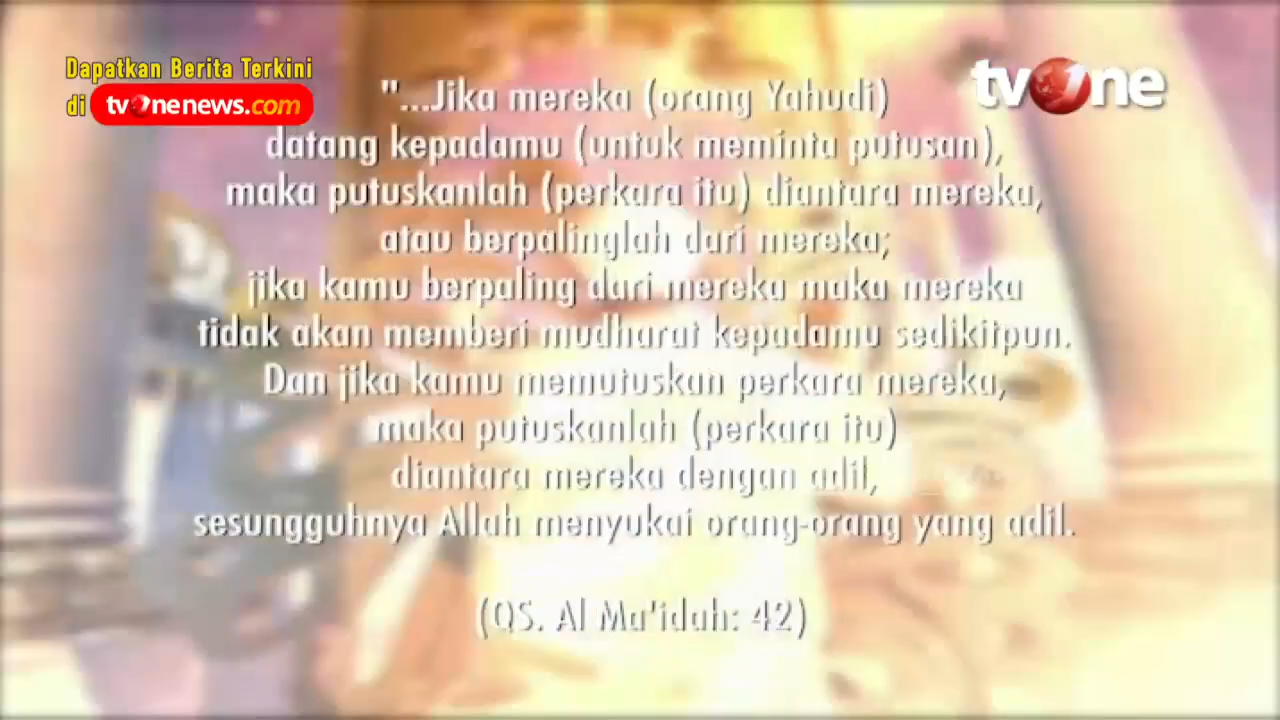 Dapatkan Berita Terkini
di tvonenews.com
tvOne
"...Jika mereka (orang Yahudi)
datang kepadamu (untuk meminta putusan),
maka putuskanlah (perkara itu) diantara mereka,
atau berpalinglah dari mereka;
jika kamu berpaling dari mereka maka mereka
tidak akan memberi mudharat kepadamu sedikitpun.
Dan jika kamu memutuskan perkara mereka,
maka putuskanlah (perkara itu)
diantara mereka dengan adil,
sesungguhnya Allah menyukai orang-orang yang adil.
(QS. Al Ma'idah: 42)